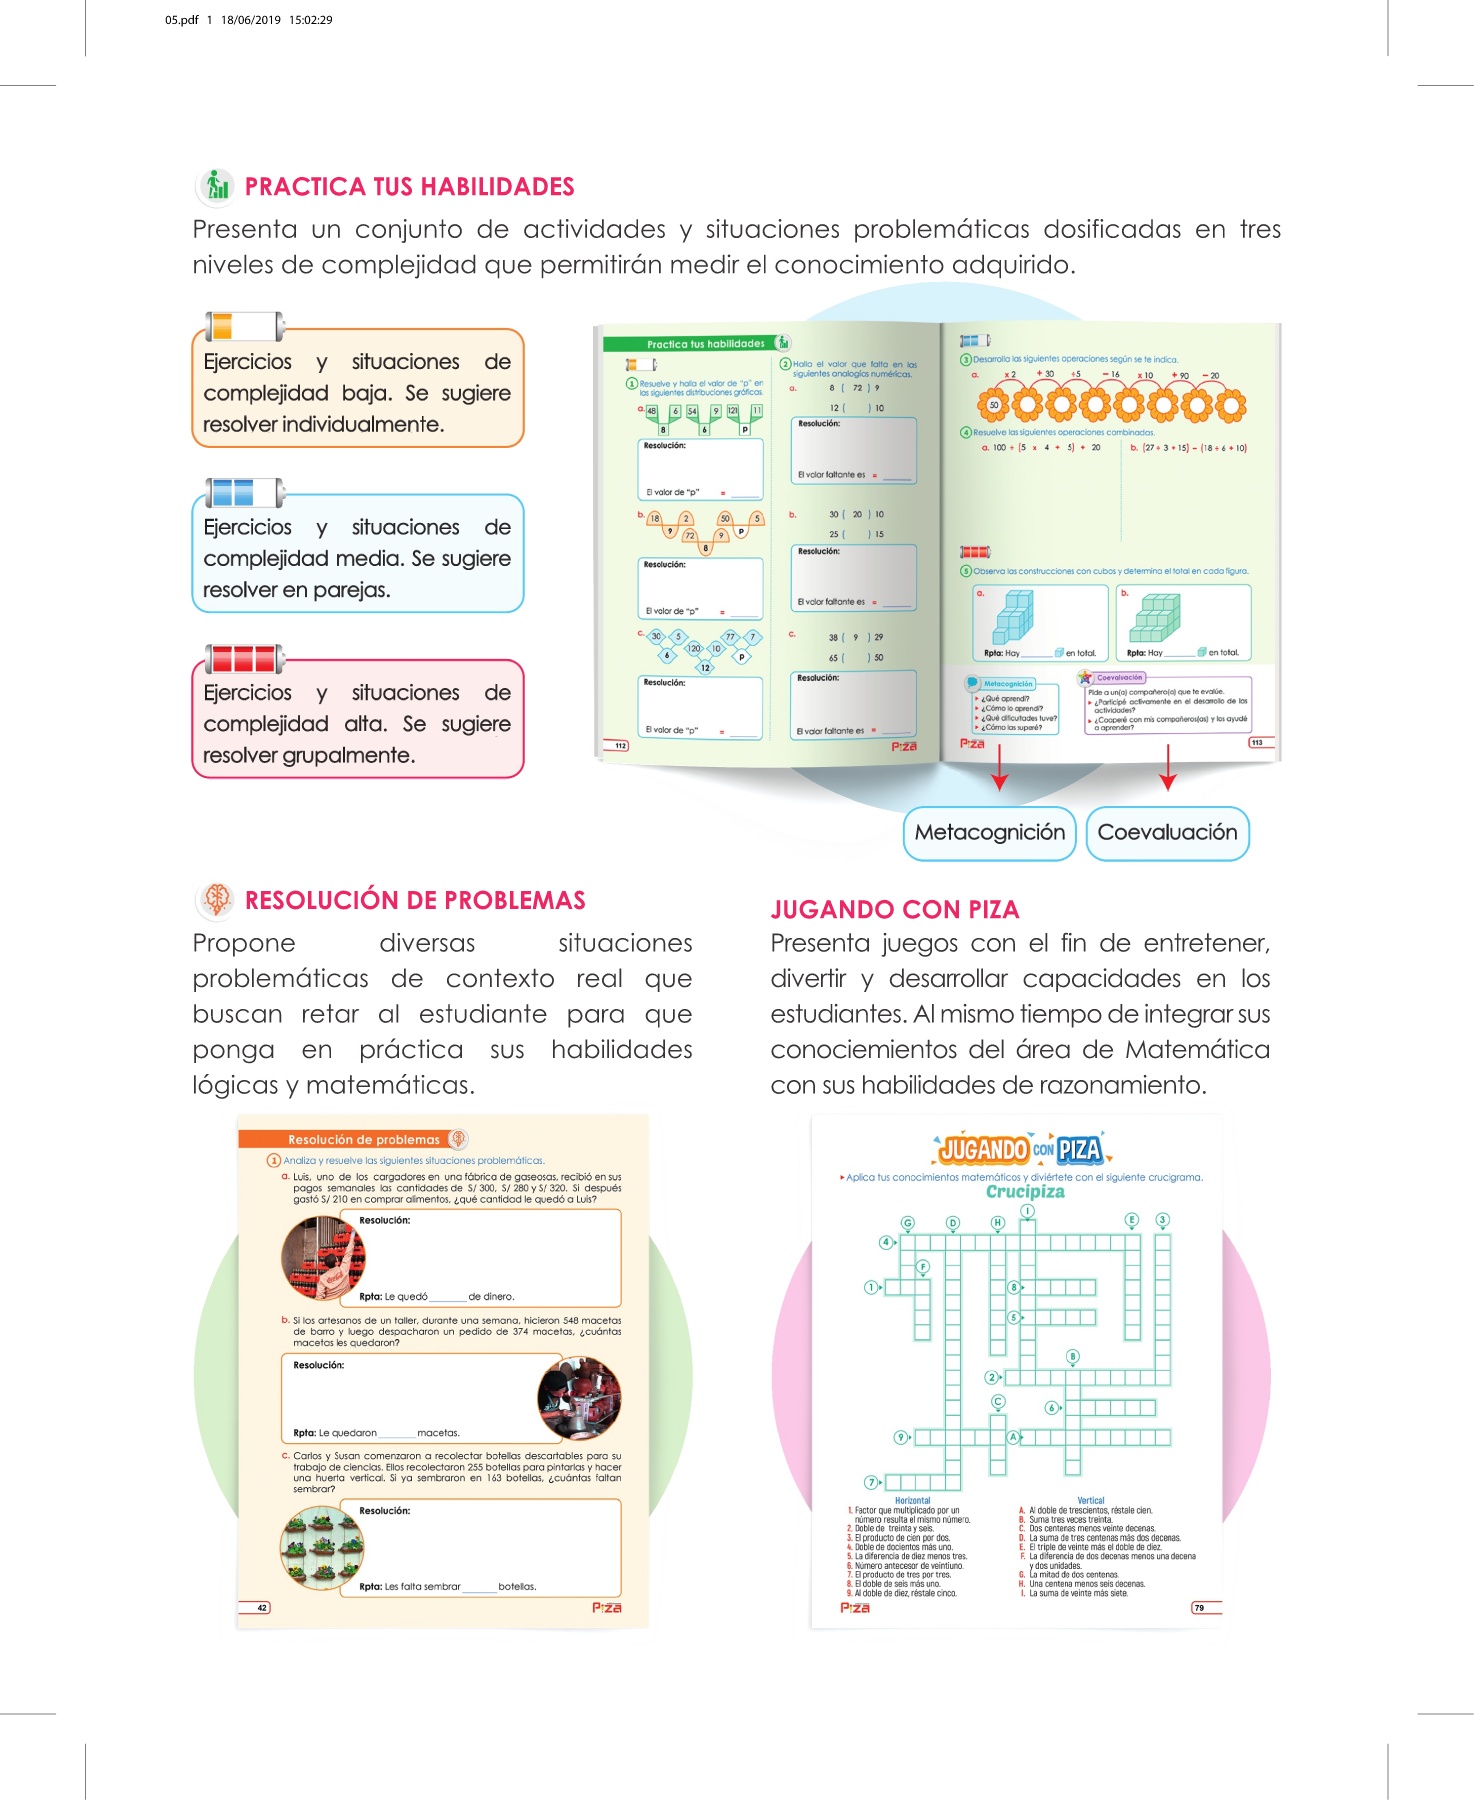 05.pdf 1 18/06/2019 15:02:29
PRACTICA TUS HABILIDADES
Presenta un conjunto de actividades y situaciones problemáticas dosificadas en tres
niveles de complejidad que permitirán medir el conocimiento adquirido.
Ejercicios y situaciones de
complejidad baja. Se sugiere
resolver individualmente.
Ejercicios y situaciones de
complejidad media. Se sugiere
resolver en parejas.
Ejercicios y situaciones de
complejidad alta. Se sugiere
resolver grupalmente.
Practica tus habilidades
1 Resuelve y halla el valor de "p" en
las siguientes distribuciones gráficas.
a. 48 6 54 9 121 11
8 6 p
Resolución:
El valor de "p" = ______
b. 18 2 50 5
9 72 9 p
8
Resolución:
El valor de "p" = ______
c. 30 5 77 7
6 120 10 p
12
Resolución:
El valor de "p" = ______
112
2 Halla el valor que falta en las
siguientes analogías numéricas.
a. 8 ( 72 ) 9
12 ( ) 10
Resolución:
El valor faltante es = ______
b. 30 ( 20 ) 10
25 ( ) 15
Resolución:
El valor faltante es = ______
c. 38 ( 9 ) 29
65 ( ) 50
Resolución:
El valor faltante es = ______
Piza
3 Desarrolla las siguientes operaciones según se te indica.
a. x 2 + 30 ÷5 − 16 x 10 + 90 − 20
50
4 Resuelve las siguientes operaciones combinadas.
a. 100 ÷ (5 x 4 + 5) + 20 b. (27 ÷ 3 + 15) − (18 ÷ 6 + 10)
5 Observa las construcciones con cubos y determina el total en cada figura.
a. b.
Rpta: Hay ______ en total. Rpta: Hay ______ en total.
Metacognición
¿Qué aprendí?
¿Cómo lo aprendí?
¿Qué dificultades tuve?
¿Cómo las superé?
Coevaluación
Pide a un(a) compañero(a) que te evalúe.
¿Participé activamente en el desarrollo de las
actividades?
¿Cooperé con mis compañeros(as) y los ayudé
a aprender?
Piza
113
Metacognición
Coevaluación
RESOLUCIÓN DE PROBLEMAS
Propone diversas situaciones
problemáticas de contexto real que
buscan retar al estudiante para que
ponga en práctica sus habilidades
lógicas y matemáticas.
Resolución de problemas
1 Analiza y resuelve las siguientes situaciones problemáticas.
a. Luis, uno de los cargadores en una fábrica de gaseosas, recibió en sus
pagos semanales las cantidades de S/ 300, S/ 280 y S/ 320. Si después
gastó S/ 210 en comprar alimentos, ¿qué cantidad le quedó a Luis?
Resolución:
Rpta: Le quedó ______ de dinero.
b. Si los artesanos de un taller, durante una semana, hicieron 548 macetas
de barro y luego despacharon un pedido de 374 macetas, ¿cuántas
macetas les quedaron?
Resolución:
Rpta: Le quedaron ______ macetas.
c. Carlos y Susan comenzaron a recolectar botellas descartables para su
trabajo de ciencias. Ellos recolectaron 255 botellas para pintarlas y hacer
una huerta vertical. Si ya sembraron en 163 botellas, ¿cuántas faltan
sembrar?
Resolución:
Rpta: Les falta sembrar ______ botellas.
42
Piza
JUGANDO CON PIZA
Presenta juegos con el fin de entretener,
divertir y desarrollar capacidades en los
estudiantes. Al mismo tiempo de integrar sus
conociemientos del área de Matemática
con sus habilidades de razonamiento.
JUGANDO CON PIZA
Aplica tus conocimientos matemáticos y diviértete con el siguiente crucigrama.
Crucipiza
I
G D H E 3
4
F
1 8
5
B
2
C
6
9 A
7
Horizontal
1. Factor que multiplicado por un
número resulta el mismo número.
2. Doble de treinta y seis.
3. El producto de cien por dos.
4. Doble de docientos más uno.
5. La diferencia de diez menos tres.
6. Número antecesor de veintiuno.
7. El producto de tres por tres.
8. El doble de seis más uno.
9. Al doble de diez, réstale cinco.
Vertical
A. Al doble de trescientos, réstale cien.
B. Suma tres veces treinta.
C. Dos centenas menos veinte decenas.
D. La suma de tres centenas más dos decenas.
E. El triple de veinte más el doble de diez.
F. La diferencia de dos decenas menos una decena
y dos unidades.
G. La mitad de dos centenas.
H. Una centena menos seis decenas.
I. La suma de veinte más siete.
Piza
79